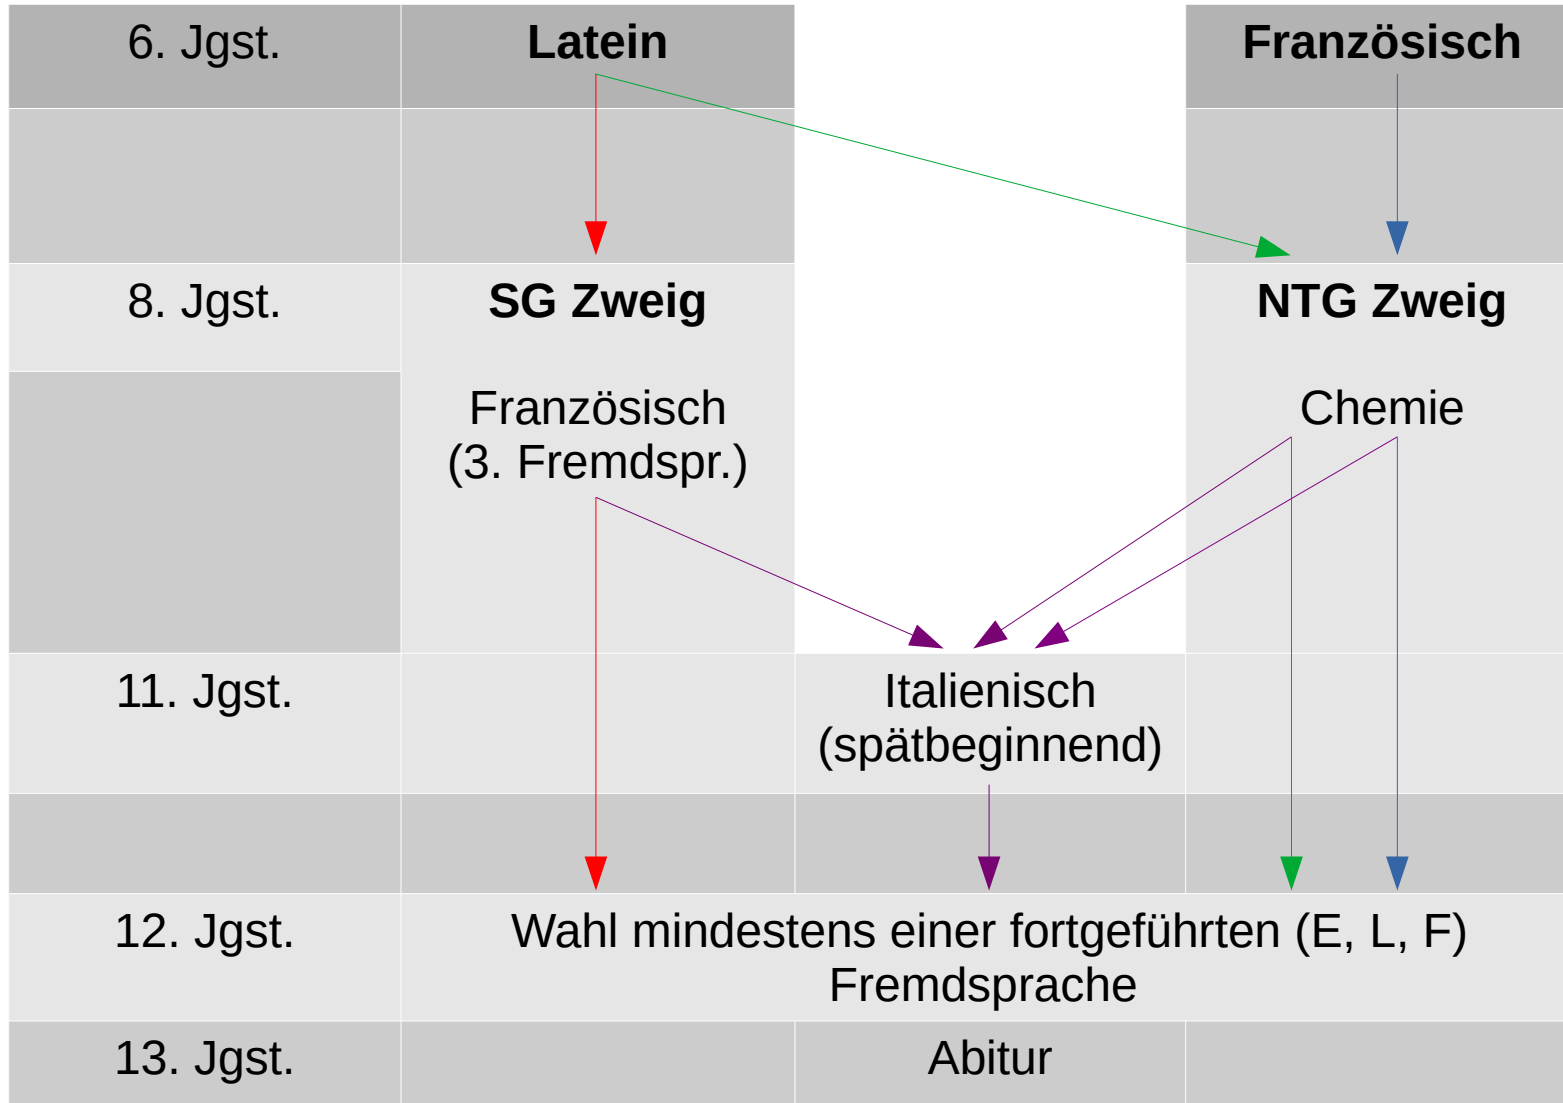 6. Jgst.
Latein
Französisch
8. Jgst.
SG Zweig
NTG Zweig
Französisch
(3. Fremdspr.)
Chemie
11. Jgst.
Italienisch
(spätbeginnend)
12. Jgst.
Wahl mindestens einer fortgeführten (E, L, F)
Fremdsprache
13. Jgst.
Abitur